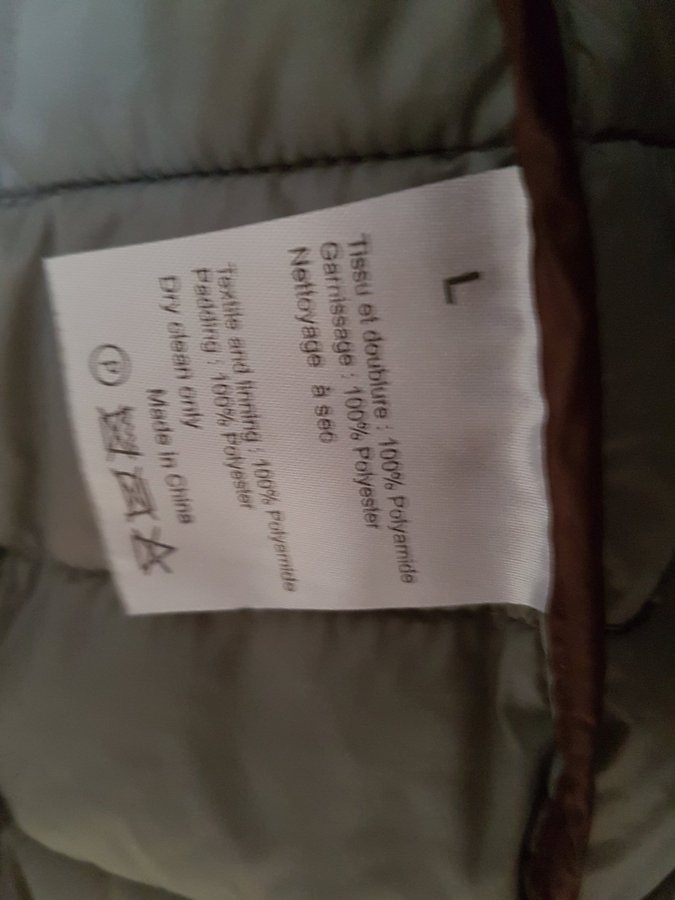 L
Tissu et doublure : 100% Polyamide
Garnissage : 100% Polyester
Nettoyage à sec
Textile and linning : 100% Polyamide
Padding : 100% Polyester
Dry clean only
Made in China
P